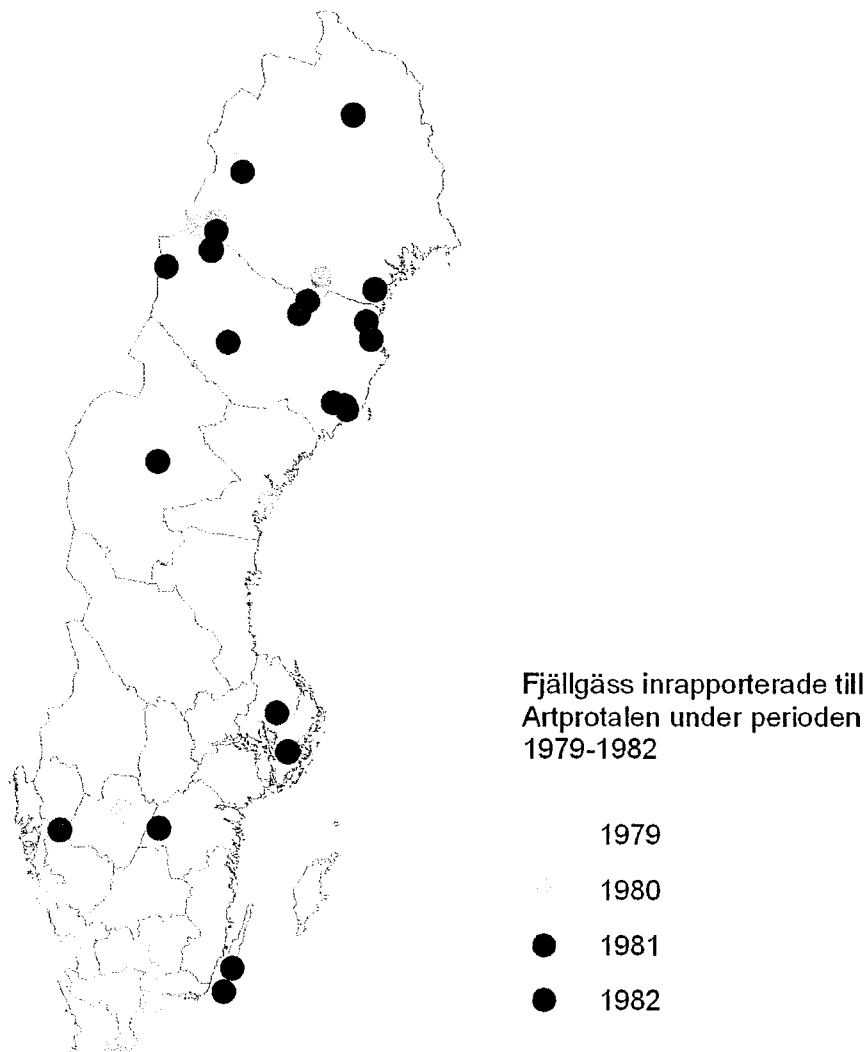 Fjällgäss inrapporterade till
Artprotalen under perioden
1979-1982
1979
1980
1981
1982